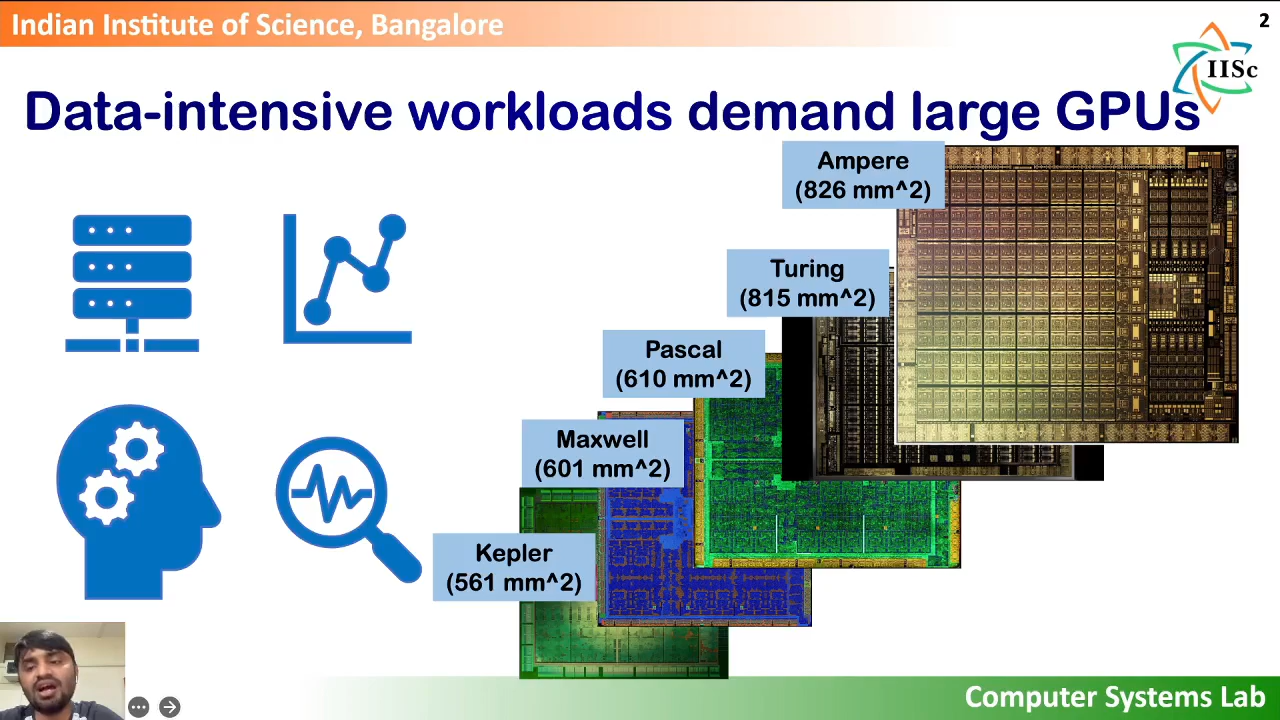 Indian Institute of Science, Bangalore
2
IISc
Data-intensive workloads demand large GPUs
Ampere
(826 mm^2)
Turing
(815 mm^2)
Pascal
(610 mm^2)
Maxwell
(601 mm^2)
Kepler
(561 mm^2)
Computer Systems Lab